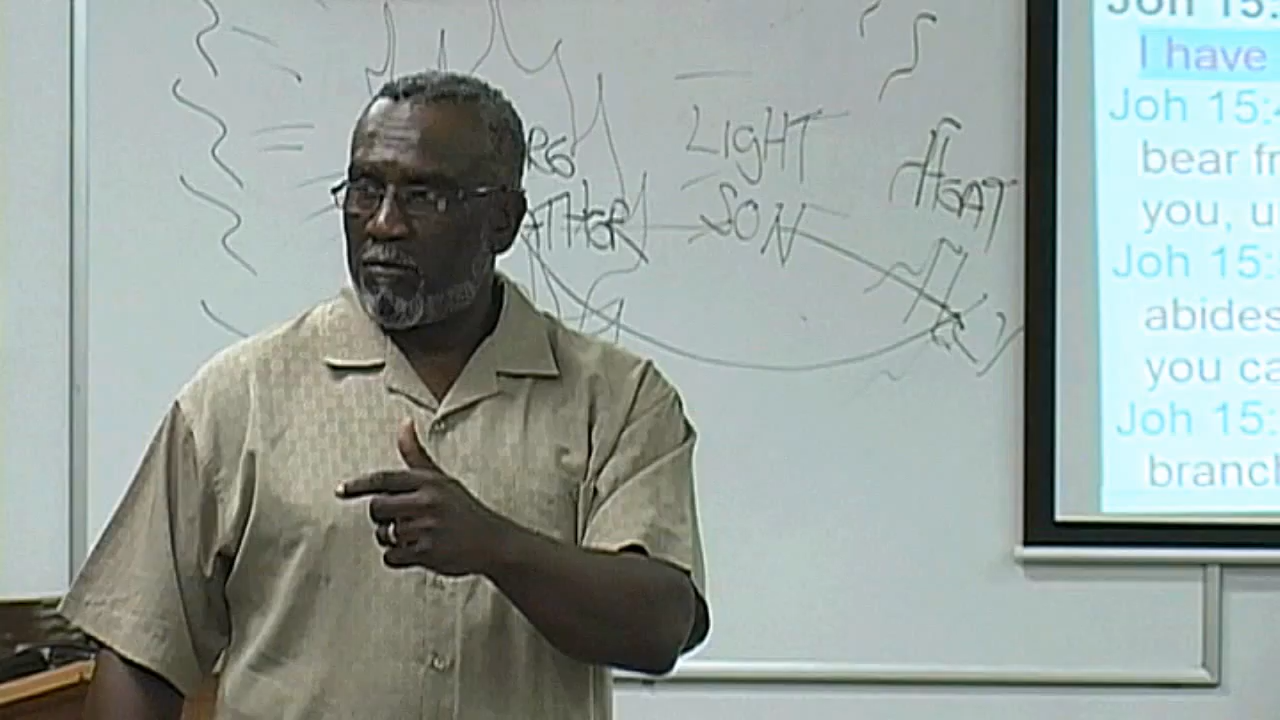 LIGHT
SON
HEAT
Joh 15:
I have
Joh 15:4
bear fr
you, u
Joh 15:
abides
you ca
Joh 15:
branch